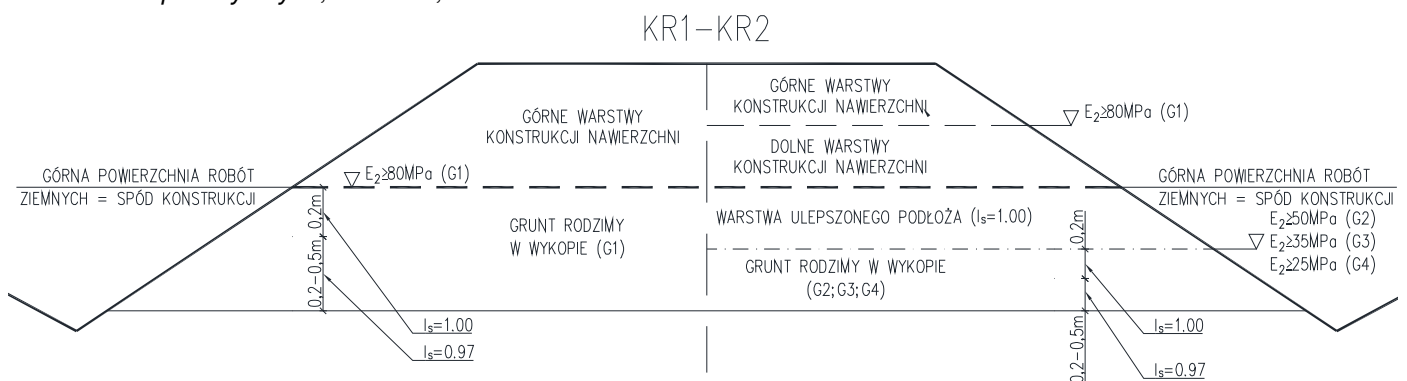 KR1-KR2
GÓRNE WARSTWY
KONSTRUKCJI NAWIERZCHNI
GÓRNE WARSTWY
KONSTRUKCJI NAWIERZCHNI
E₂≥80MPa (G1)
DOLNE WARSTWY
KONSTRUKCJI NAWIERZCHNI
GÓRNA POWIERZCHNIA ROBÓT
ZIEMNYCH = SPÓD KONSTRUKCJI
E₂≥80MPa (G1)
GÓRNA POWIERZCHNIA ROBÓT
ZIEMNYCH = SPÓD KONSTRUKCJI
0,2m
0,2-0,5m
GRUNT RODZIMY
W WYKOPIE (G1)
WARSTWA ULEPSZONEGO PODŁOŻA (Iₛ=1.00)
0,2m
E₂≥50MPa (G2)
E₂≥35MPa (G3)
E₂≥25MPa (G4)
GRUNT RODZIMY W WYKOPIE
(G2;G3;G4)
Iₛ=1.00
Iₛ=0.97
0,2-0,5m
Iₛ=1.00
Iₛ=0.97